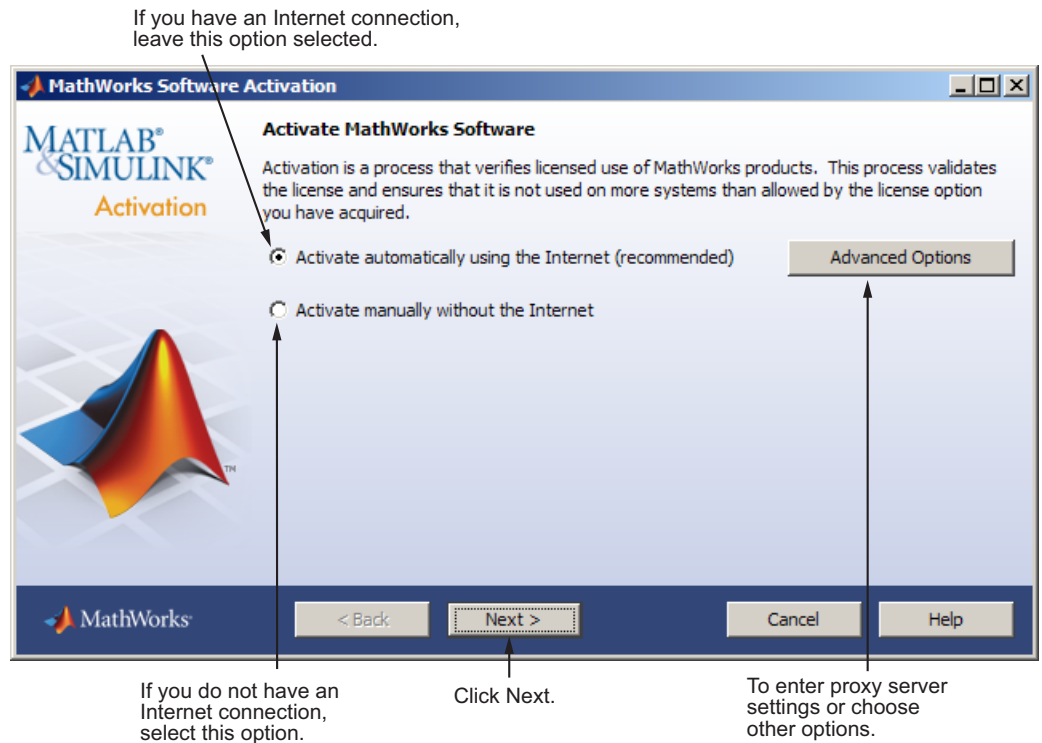 If you have an Internet connection,
leave this option selected.
MathWorks Software Activation
MATLAB®
&SIMULINK®
Activation
Activate MathWorks Software
Activation is a process that verifies licensed use of MathWorks products. This process validates
the license and ensures that it is not used on more systems than allowed by the license option
you have acquired.
Activate automatically using the Internet (recommended)
Advanced Options
Activate manually without the Internet
TM
MathWorks
< Back
Next >
Cancel
Help
If you do not have an
Internet connection,
select this option.
Click Next.
To enter proxy server
settings or choose
other options.